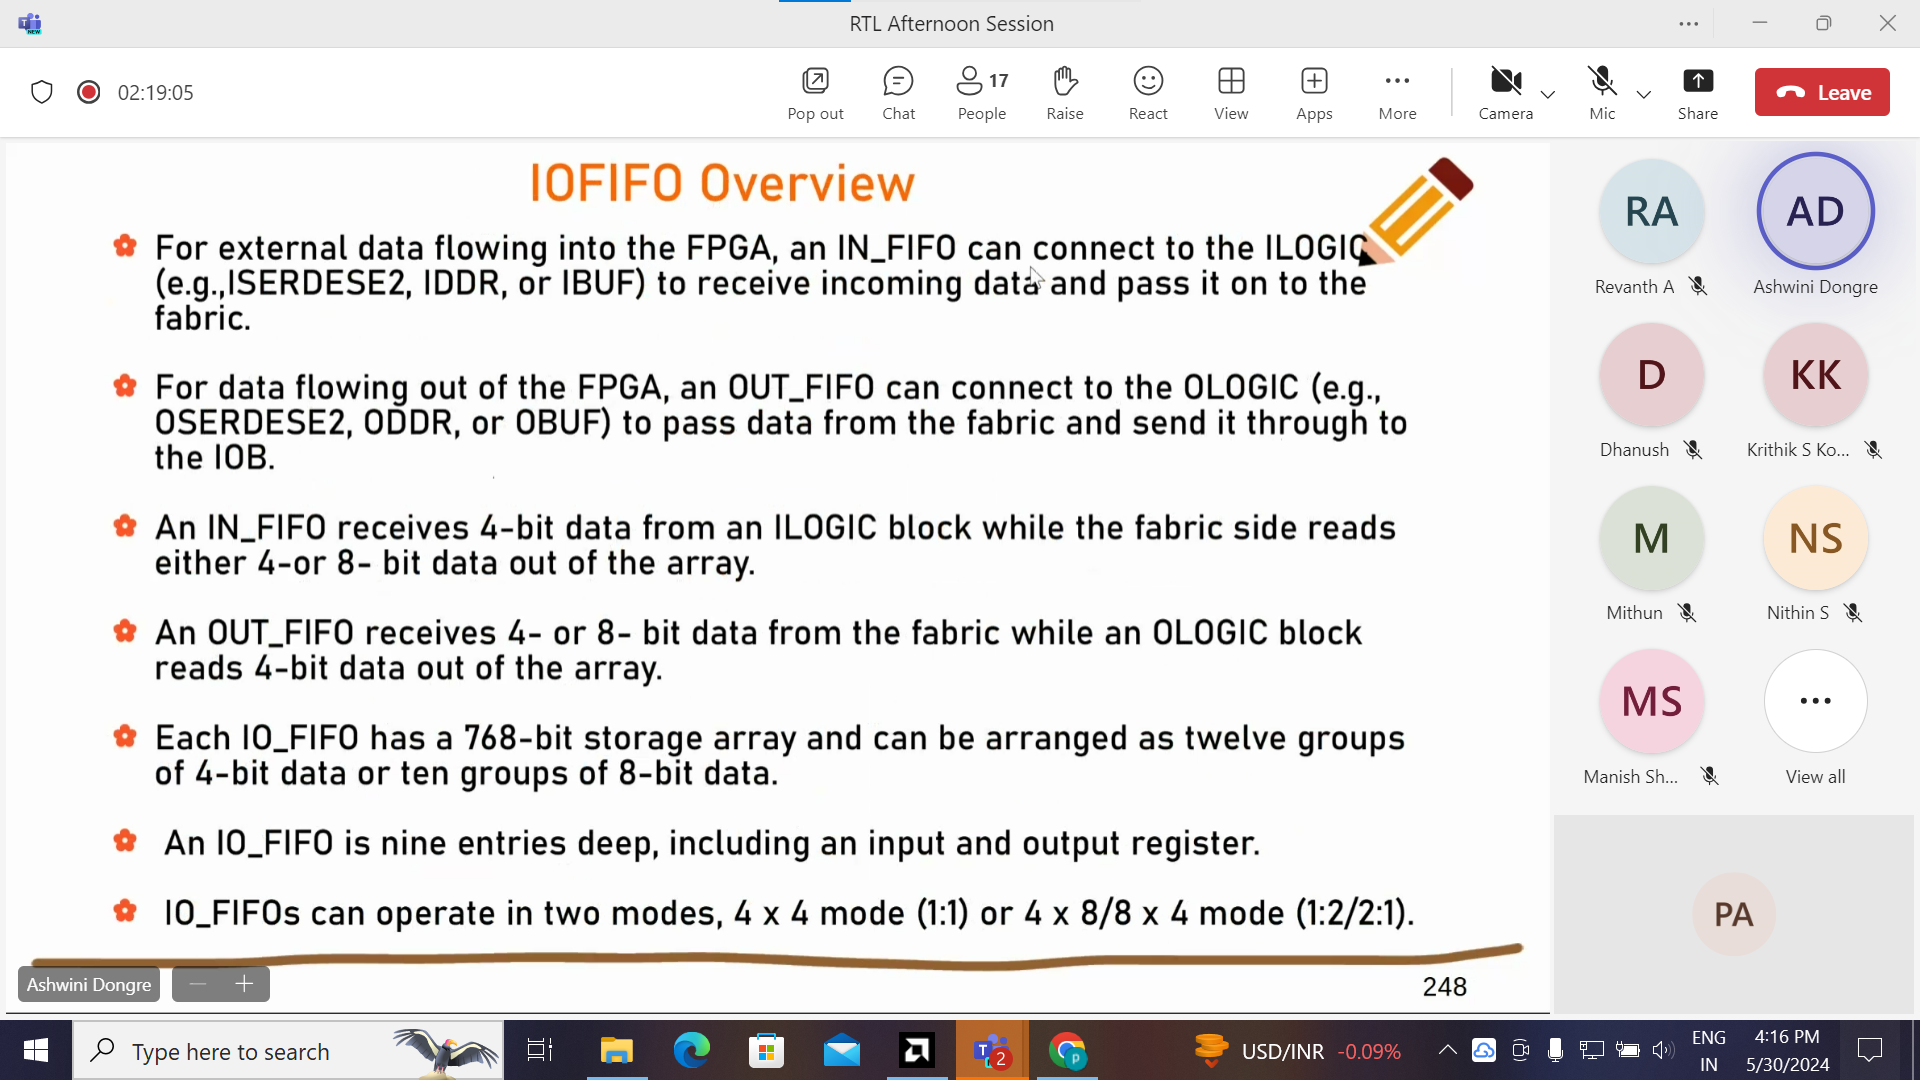 NEW
RTL Afternoon Session
02:19:05
Pop out
Chat
17
People
Raise
React
View
Apps
More
Camera
Mic
Share
Leave
IOFIFO Overview
For external data flowing into the FPGA, an IN_FIFO can connect to the ILOGIC
(e.g.,ISERDESE2, IDDR, or IBUF) to receive incoming data and pass it on to the
fabric.
For data flowing out of the FPGA, an OUT_FIFO can connect to the OLOGIC (e.g.,
OSERDESE2, ODDR, or OBUF) to pass data from the fabric and send it through to
the IOB.
An IN_FIFO receives 4-bit data from an ILOGIC block while the fabric side reads
either 4-or 8- bit data out of the array.
An OUT_FIFO receives 4- or 8- bit data from the fabric while an OLOGIC block
reads 4-bit data out of the array.
Each IO_FIFO has a 768-bit storage array and can be arranged as twelve groups
of 4-bit data or ten groups of 8-bit data.
An IO_FIFO is nine entries deep, including an input and output register.
IO_FIFOs can operate in two modes, 4 x 4 mode (1:1) or 4 x 8/8 x 4 mode (1:2/2:1).
248
Ashwini Dongre
RA
Revanth A
AD
Ashwini Dongre
D
Dhanush
KK
Krithik S Ko...
M
Mithun
NS
Nithin S
MS
Manish Sh...
View all
PA
Type here to search
2
p
USD/INR -0.09%
ENG
IN
4:16 PM
5/30/2024